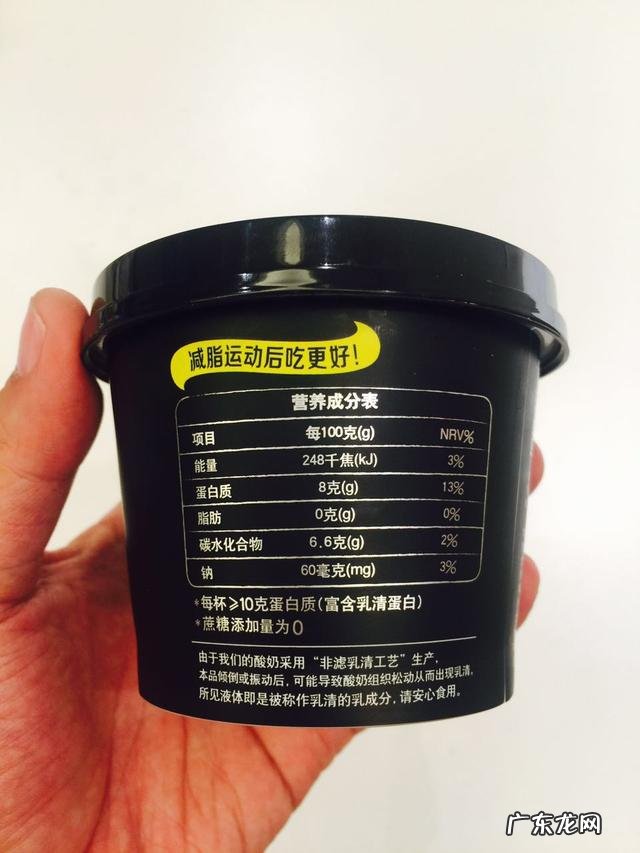 减脂运动后吃更好!
营养成分表
项目 每100克(g) NRV%
能量 248千焦(kJ) 3%
蛋白质 8克(g) 13%
脂肪 0克(g) 0%
碳水化合物 6.6克(g) 2%
钠 60毫克(mg) 3%
*每杯≥10克蛋白质(富含乳清蛋白)
*蔗糖添加量为0
由于我们的酸奶采用“非滤乳清工艺”生产,
本品倾倒或振动后,可能导致酸奶组织松动从而出现乳清,
所见液体即是被称作乳清的乳成分,请安心食用。
广东龙网